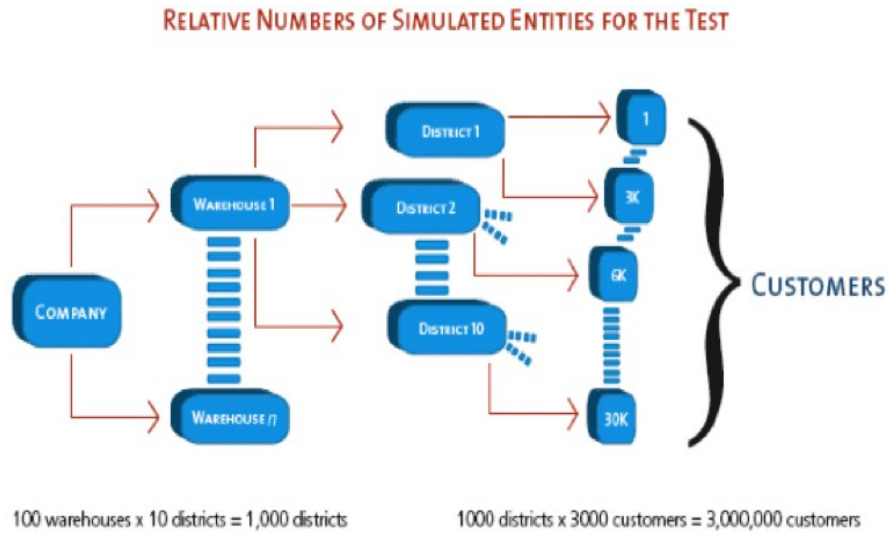 RELATIVE NUMBERS OF SIMULATED ENTITIES FOR THE TEST
COMPANY
WAREHOUSE 1
WAREHOUSE n
DISTRICT 1
DISTRICT 2
DISTRICT 10
1
3K
6K
30K
CUSTOMERS
100 warehouses x 10 districts = 1,000 districts
1000 districts x 3000 customers = 3,000,000 customers